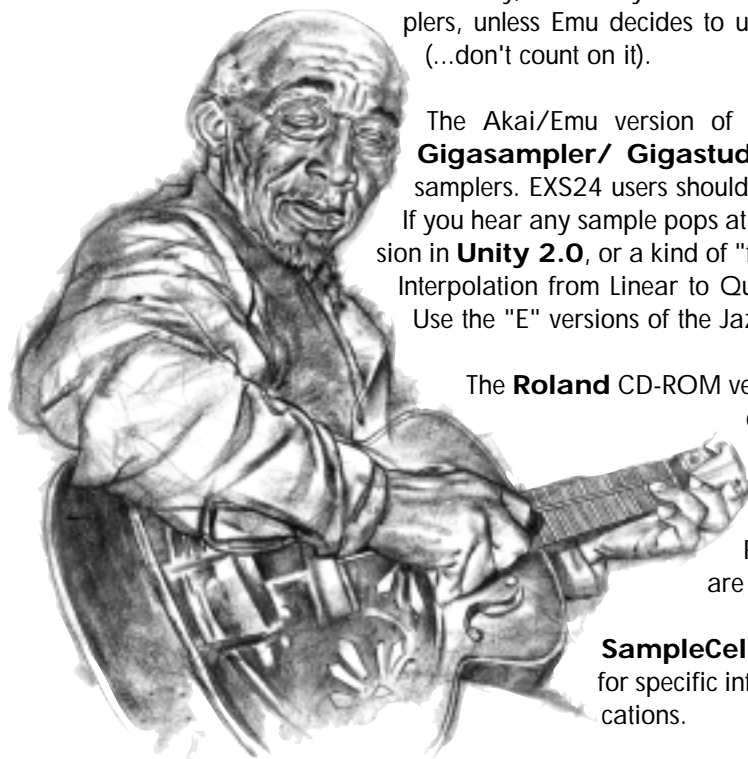 plers, unless Emu decides to u
(...don't count on it).
The Akai/Emu version of
Gigasampler/ Gigastud
samplers. EXS24 users should
If you hear any sample pops at
sion in Unity 2.0, or a kind of "f
Interpolation from Linear to Qu
Use the "E" versions of the Jaz
The Roland CD-ROM ve
are
SampleCel
for specific inf
cations.